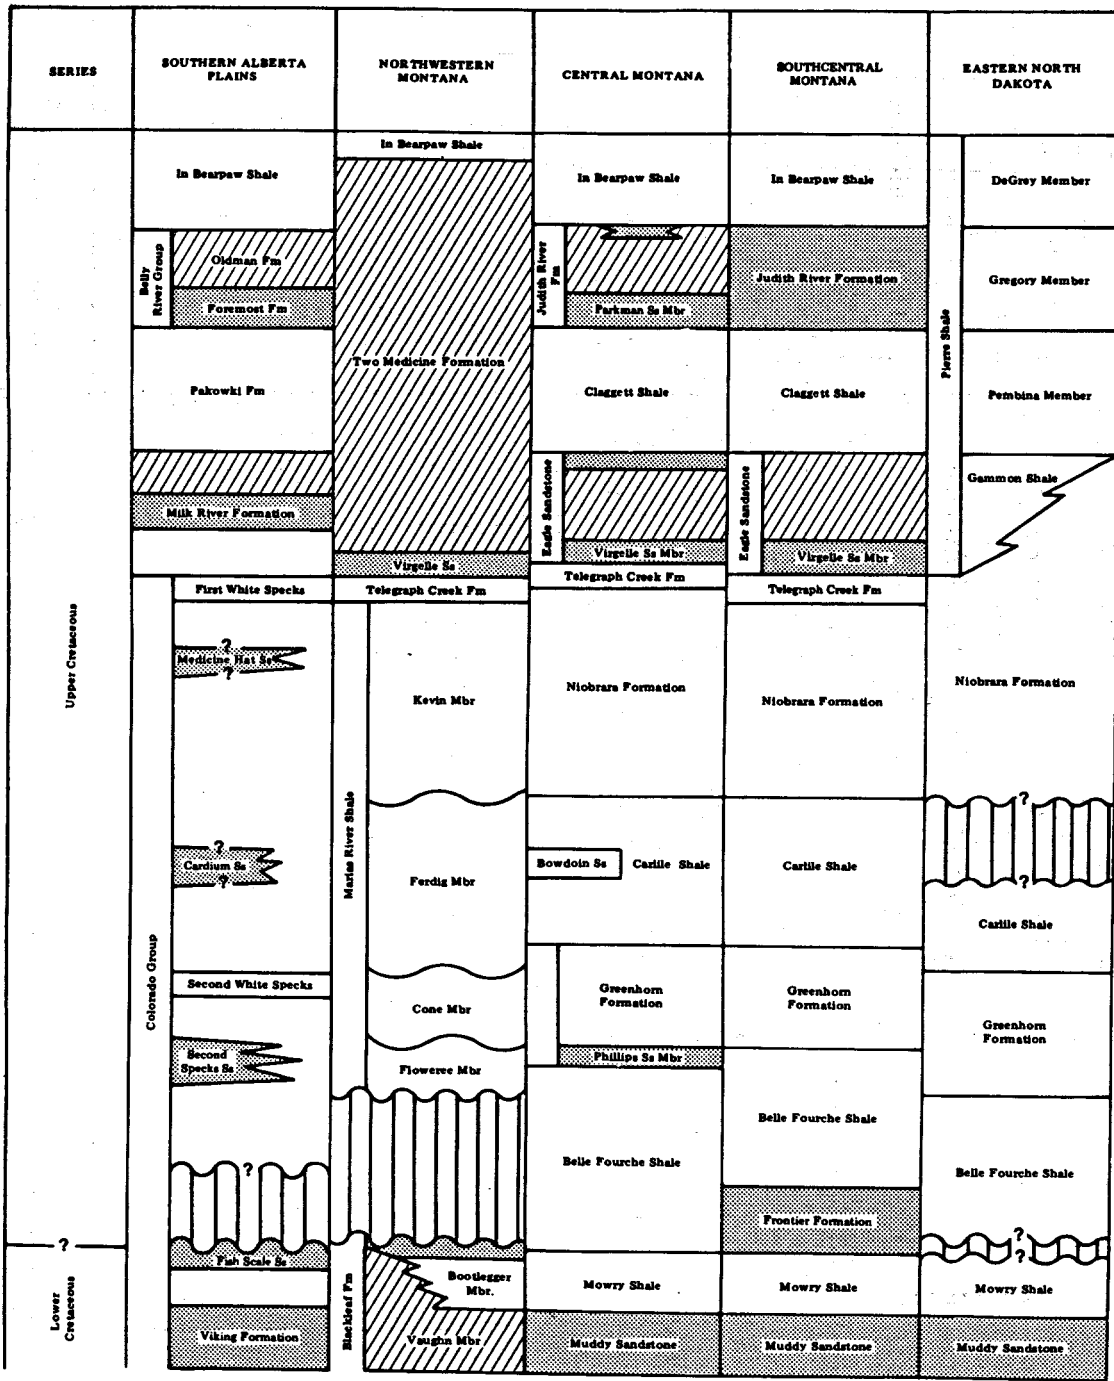 SERIES
SOUTHERN ALBERTA
PLAINS
NORTHWESTERN
MONTANA
CENTRAL MONTANA
SOUTHCENTRAL
MONTANA
EASTERN NORTH
DAKOTA
Upper Cretaceous
?
Lower
Cretaceous
In Bearpaw Shale
Belly
River Group
Oldman Fm
Foremost Fm
Pakowki Fm
Milk River Formation
Colorado Group
First White Specks
?
Medicine Hat Ss
?
?
Cardium Ss
?
Second White Specks
Second
Specks Ss
?
Fish Scale Ss
Viking Formation
In Bearpaw Shale
Two Medicine Formation
Virgelle Ss
Telegraph Creek Fm
Marias River Shale
Kevin Mbr
Ferdig Mbr
Cone Mbr
Floweree Mbr
Blackleaf Fm
Bootlegger
Mbr.
Vaughn Mbr
In Bearpaw Shale
Judith River
Fm
Parkman Ss Mbr
Claggett Shale
Eagle Sandstone
Virgelle Ss Mbr
Telegraph Creek Fm
Niobrara Formation
Bowdoin Ss
Carlile Shale
Greenhorn
Formation
Phillips Ss Mbr
Belle Fourche Shale
Mowry Shale
Muddy Sandstone
In Bearpaw Shale
Judith River Formation
Claggett Shale
Eagle Sandstone
Virgelle Ss Mbr
Telegraph Creek Fm
Niobrara Formation
Carlile Shale
Greenhorn
Formation
Belle Fourche Shale
Frontier Formation
Mowry Shale
Muddy Sandstone
Pierre Shale
DeGrey Member
Gregory Member
Pembina Member
Gammon Shale
Niobrara Formation
?
?
Carlile Shale
Greenhorn
Formation
Belle Fourche Shale
?
?
Mowry Shale
Muddy Sandstone